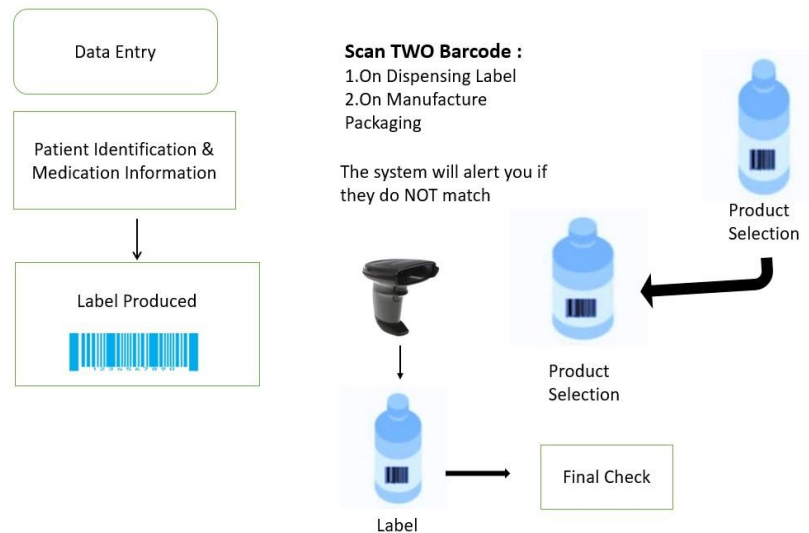 Data Entry
Patient Identification &
Medication Information
Label Produced
1234567890
Scan TWO Barcode :
1.On Dispensing Label
2.On Manufacture
Packaging
The system will alert you if
they do NOT match
Product
Selection
Product
Selection
Label
Final Check